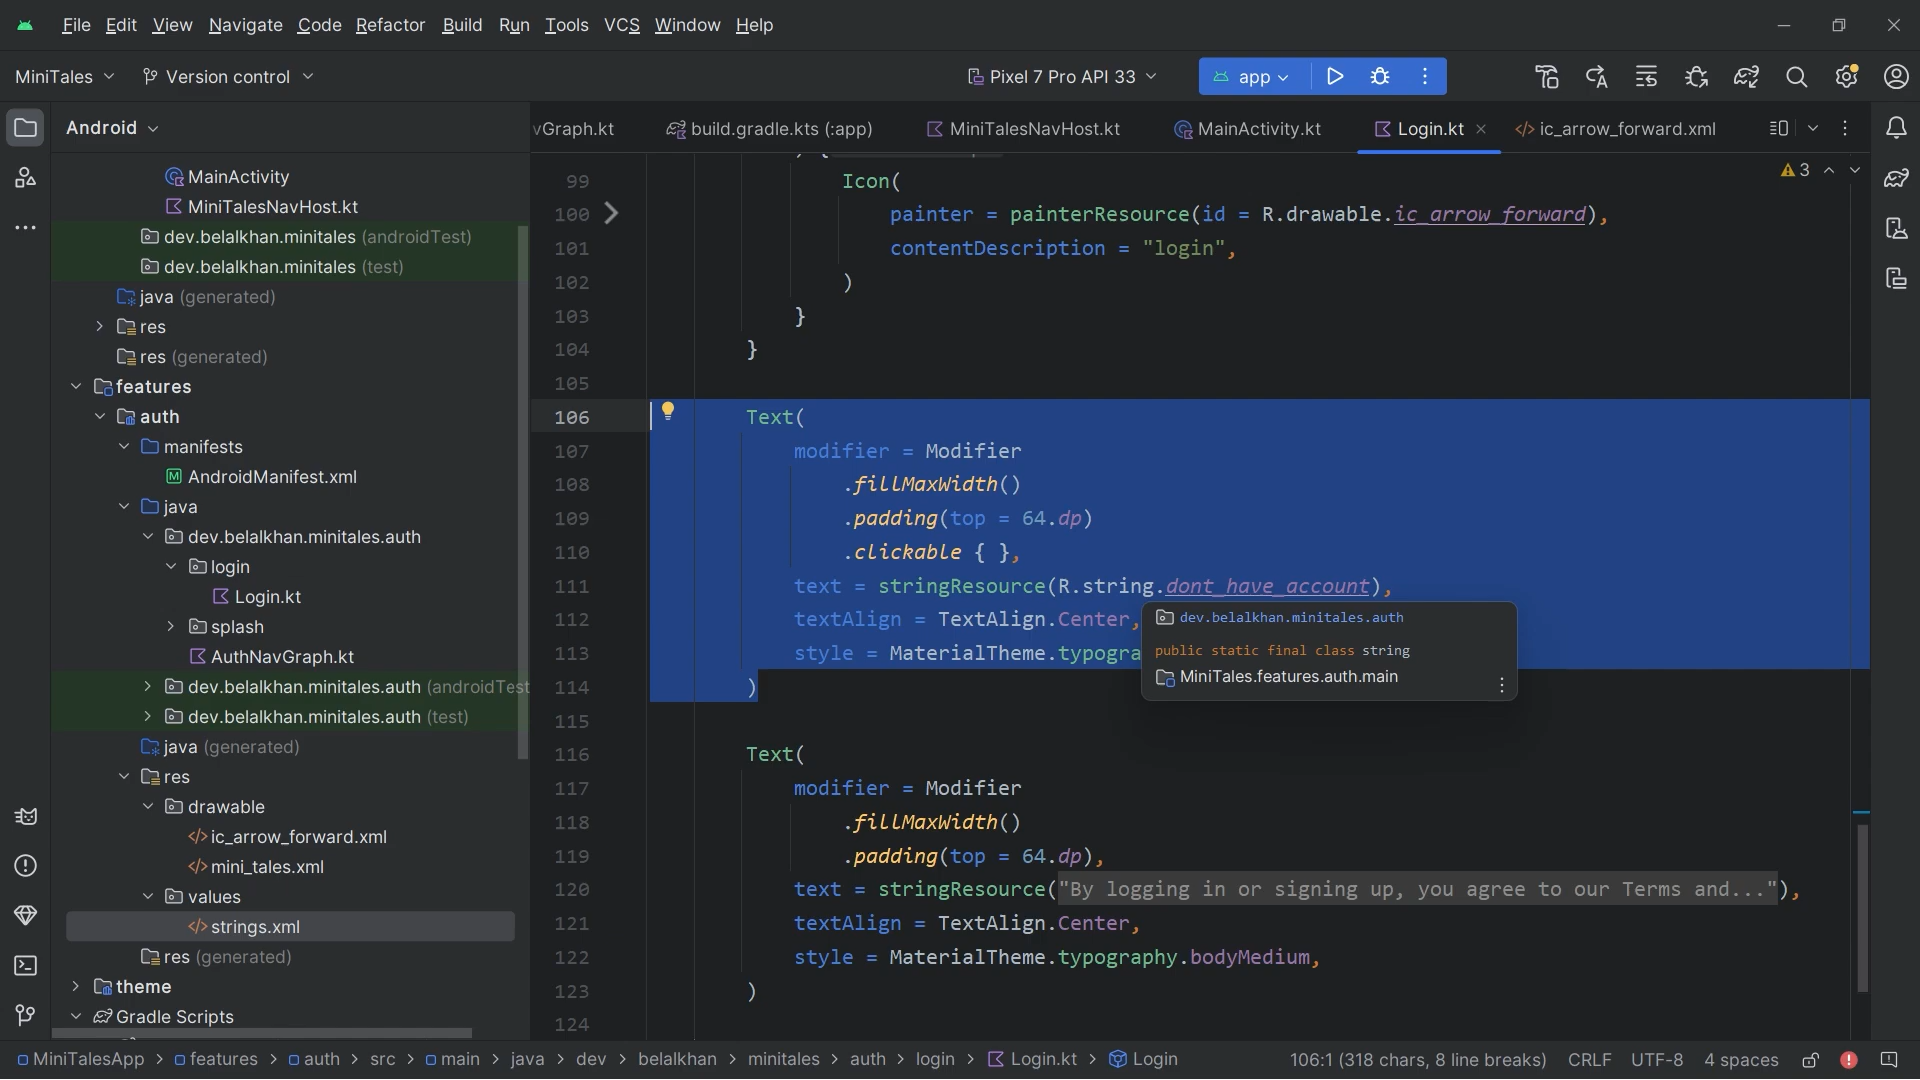 File Edit View Navigate Code Refactor Build Run Tools VCS Window Help
MiniTales Version control Pixel 7 Pro API 33 app
Android
vGraph.kt build.gradle.kts (:app) MiniTalesNavHost.kt MainActivity.kt Login.kt ic_arrow_forward.xml
MainActivity
MiniTalesNavHost.kt
dev.belalkhan.minitales (androidTest)
dev.belalkhan.minitales (test)
java (generated)
res
res (generated)
features
auth
manifests
AndroidManifest.xml
java
dev.belalkhan.minitales.auth
login
Login.kt
splash
AuthNavGraph.kt
dev.belalkhan.minitales.auth (androidTest
dev.belalkhan.minitales.auth (test)
java (generated)
res
drawable
ic_arrow_forward.xml
mini_tales.xml
values
strings.xml
res (generated)
theme
Gradle Scripts
3
99 Icon(
100 painter = painterResource(id = R.drawable.ic_arrow_forward),
101 contentDescription = "login",
102 )
103 }
104 }
105
106 Text(
107 modifier = Modifier
108 .fillMaxWidth()
109 .padding(top = 64.dp)
110 .clickable { },
111 text = stringResource(R.string.dont_have_account),
112 textAlign = TextAlign.Center,
113 style = MaterialTheme.typogra
114 )
115
116 Text(
117 modifier = Modifier
118 .fillMaxWidth()
119 .padding(top = 64.dp),
120 text = stringResource("By logging in or signing up, you agree to our Terms and..."),
121 textAlign = TextAlign.Center,
122 style = MaterialTheme.typography.bodyMedium,
123 )
124
dev.belalkhan.minitales.auth
public static final class string
MiniTales.features.auth.main
MiniTalesApp > features > auth > src > main > java > dev > belalkhan > minitales > auth > login > Login.kt > Login
106:1 (318 chars, 8 line breaks) CRLF UTF-8 4 spaces